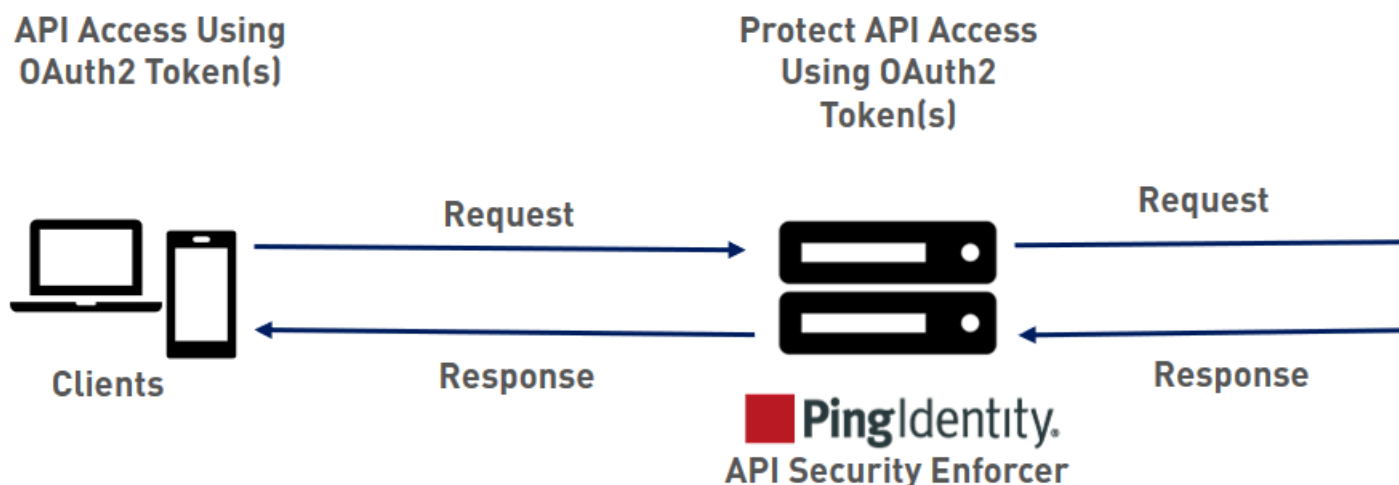 API Access Using
OAuth2 Token(s)
Protect API Access
Using OAuth2
Token(s)
Request
Request
Clients
Response
Response
PingIdentity.
API Security Enforcer